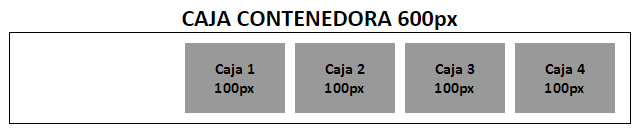 CAJA CONTENEDORA 600px
Caja 1
100px
Caja 2
100px
Caja 3
100px
Caja 4
100px